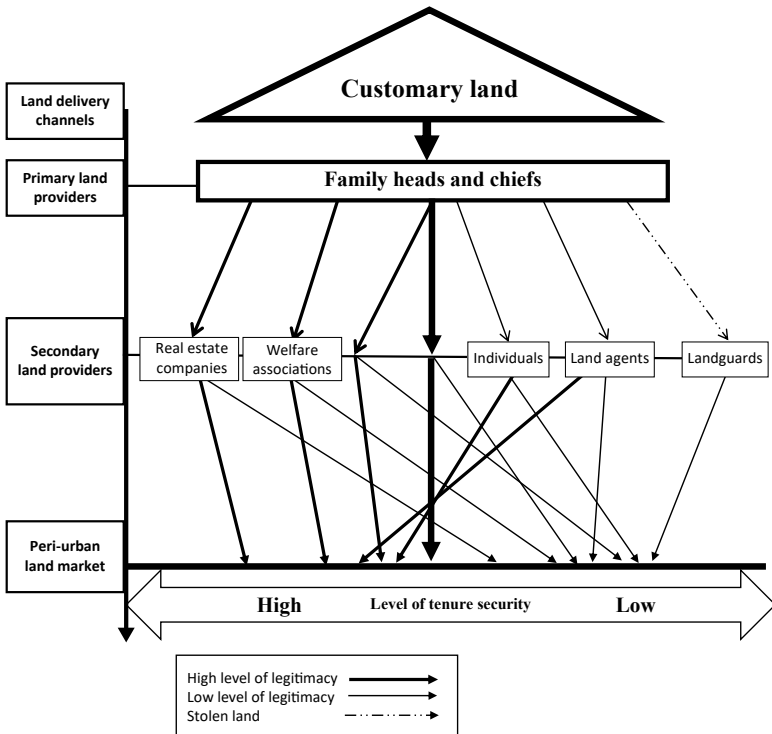 Customary land
Land delivery
channels
Family heads and chiefs
Primary land
providers
Secondary
land providers
Real estate
companies
Welfare
associations
Individuals
Land agents
Landguards
Peri-urban
land market
High
Level of tenure security
Low
High level of legitimacy
Low level of legitimacy
Stolen land